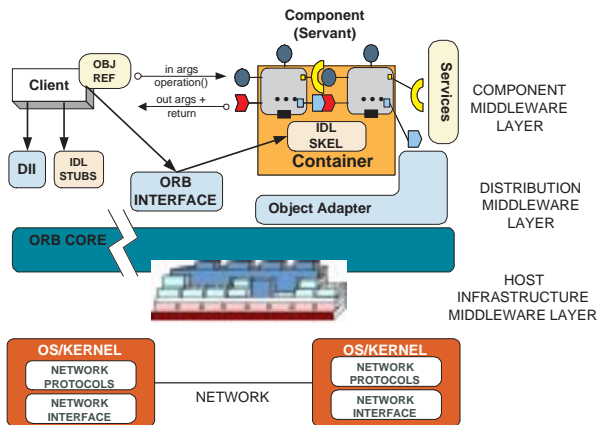 Component
(Servant)
OBJ
REF
Client
in args
operation()
out args +
return
Services
COMPONENT
MIDDLEWARE
LAYER
DII
IDL
STUBS
IDL
SKEL
Container
ORB
INTERFACE
Object Adapter
DISTRIBUTION
MIDDLEWARE
LAYER
ORB CORE
HOST
INFRASTRUCTURE
MIDDLEWARE LAYER
OS/KERNEL
NETWORK
PROTOCOLS
NETWORK
INTERFACE
NETWORK
OS/KERNEL
NETWORK
PROTOCOLS
NETWORK
INTERFACE